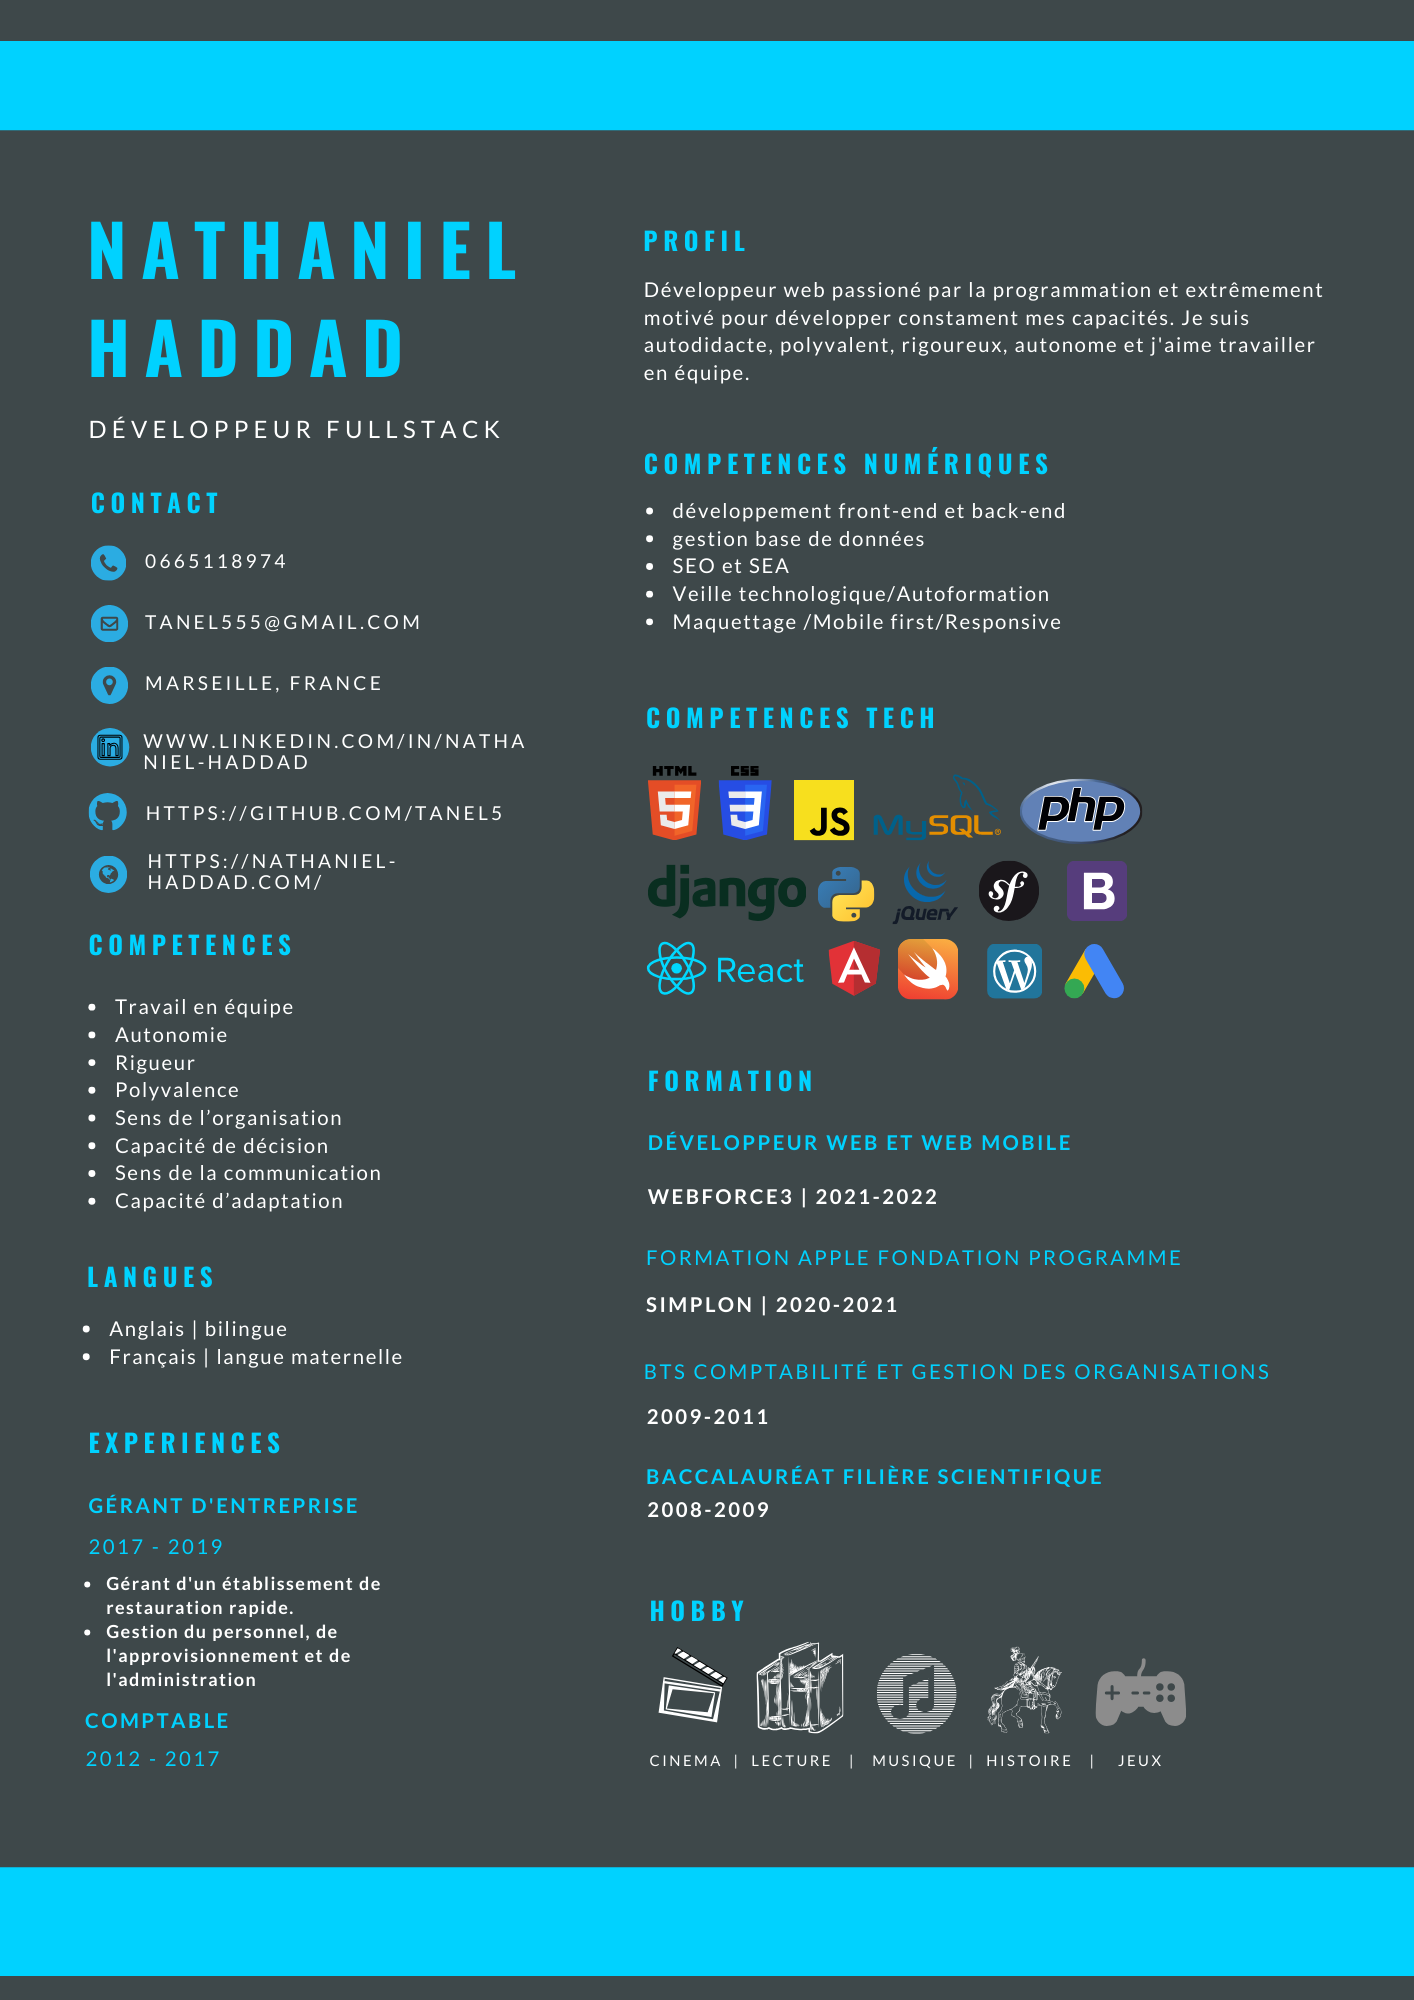 NATHANIEL
HADDAD
DÉVELOPPEUR FULLSTACK
CONTACT
0665118974
TANEL555@GMAIL.COM
MARSEILLE, FRANCE
in
WWW.LINKEDIN.COM/IN/NATHA
NIEL-HADDAD
HTTPS://GITHUB.COM/TANEL5
HTTPS://NATHANIEL-
HADDAD.COM/
COMPETENCES
Travail en équipe
Autonomie
Rigueur
Polyvalence
Sens de l’organisation
Capacité de décision
Sens de la communication
Capacité d’adaptation
LANGUES
Anglais | bilingue
Français | langue maternelle
EXPERIENCES
GÉRANT D'ENTREPRISE
2017 - 2019
Gérant d'un établissement de
restauration rapide.
Gestion du personnel, de
l'approvisionnement et de
l'administration
COMPTABLE
2012 - 2017
PROFIL
Développeur web passioné par la programmation et extrêmement
motivé pour développer constament mes capacités. Je suis
autodidacte, polyvalent, rigoureux, autonome et j'aime travailler
en équipe.
COMPETENCES NUMÉRIQUES
développement front-end et back-end
gestion base de données
SEO et SEA
Veille technologique/Autoformation
Maquettage /Mobile first/Responsive
COMPETENCES TECH
HTML 5 CSS 3 JS MySQL® php
django jQuery sf B
React A W
FORMATION
DÉVELOPPEUR WEB ET WEB MOBILE
WEBFORCE3 | 2021-2022
FORMATION APPLE FONDATION PROGRAMME
SIMPLON | 2020-2021
BTS COMPTABILITÉ ET GESTION DES ORGANISATIONS
2009-2011
BACCALAURÉAT FILIÈRE SCIENTIFIQUE
2008-2009
HOBBY
CINEMA | LECTURE | MUSIQUE | HISTOIRE | JEUX